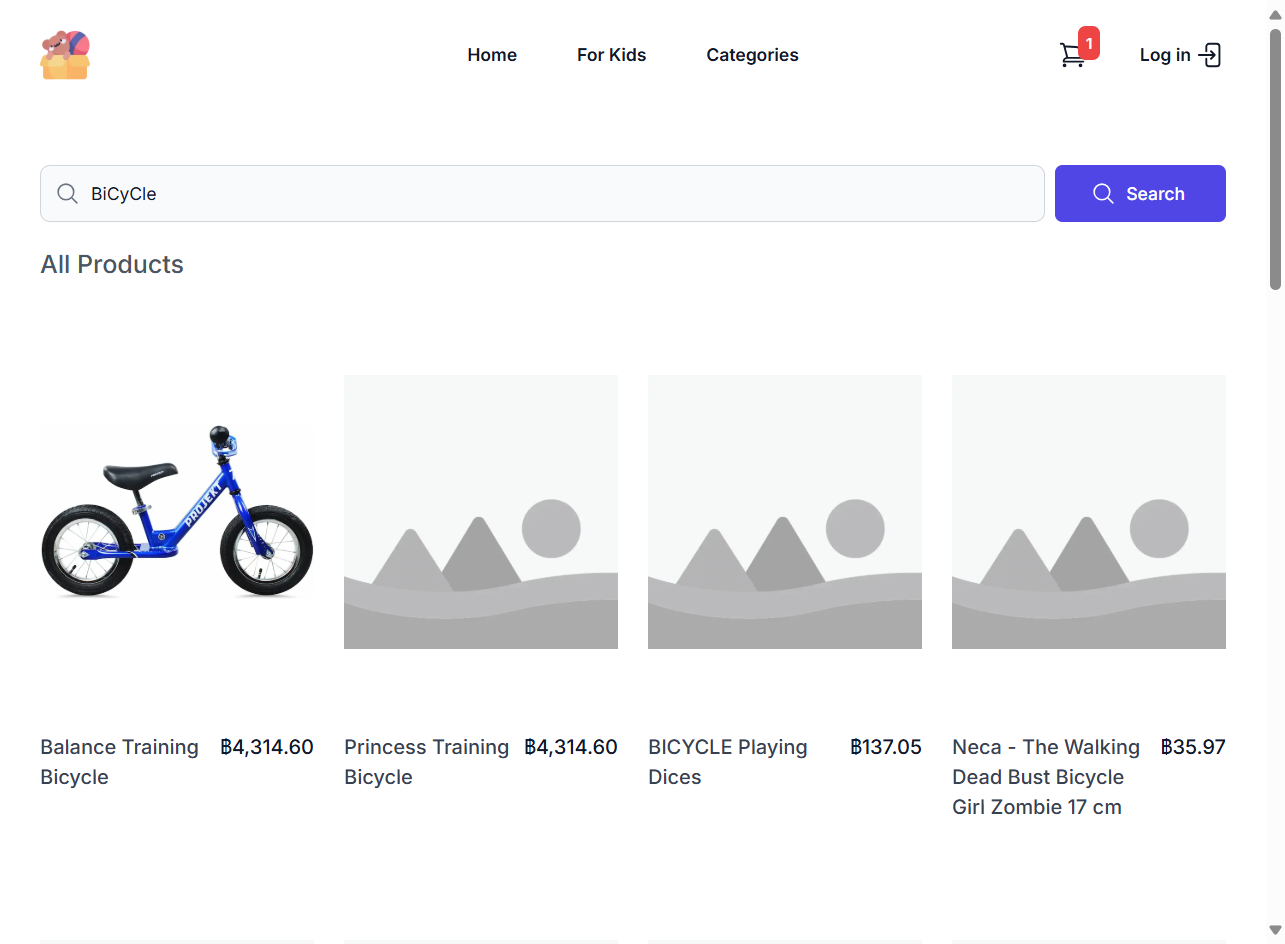 Home
For Kids
Categories
1
Log in
BiCyCle
Search
All Products
PROJEKT
Balance Training
Bicycle
฿4,314.60
Princess Training
Bicycle
฿4,314.60
BICYCLE Playing
Dices
฿137.05
Neca - The Walking
Dead Bust Bicycle
Girl Zombie 17 cm
฿35.97